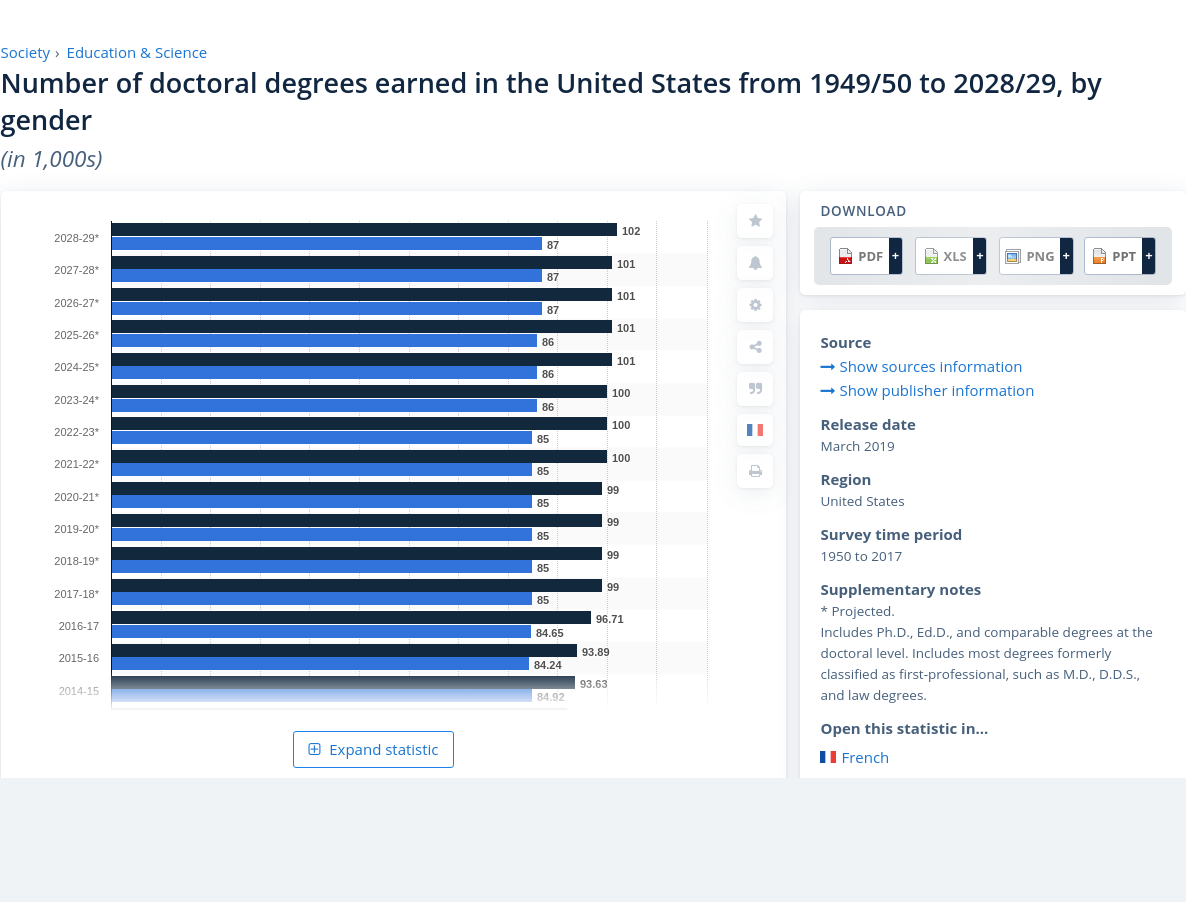 Society › Education & Science
Number of doctoral degrees earned in the United States from 1949/50 to 2028/29, by
gender
(in 1,000s)
2028-29*
102
87
2027-28*
101
87
2026-27*
101
87
2025-26*
101
86
2024-25*
101
86
2023-24*
100
86
2022-23*
100
85
2021-22*
100
85
2020-21*
99
85
2019-20*
99
85
2018-19*
99
85
2017-18*
99
85
2016-17
96.71
84.65
2015-16
93.89
84.24
2014-15
93.63
84.92
Expand statistic
DOWNLOAD
PDF + XLS + PNG + PPT +
Source
Show sources information
Show publisher information
Release date
March 2019
Region
United States
Survey time period
1950 to 2017
Supplementary notes
* Projected.
Includes Ph.D., Ed.D., and comparable degrees at the
doctoral level. Includes most degrees formerly
classified as first-professional, such as M.D., D.D.S.,
and law degrees.
Open this statistic in...
French